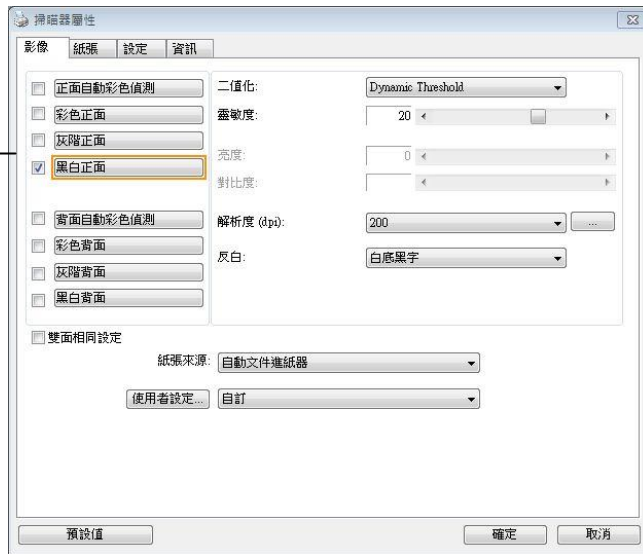 掃瞄器屬性
影像 紙張 設定 資訊
正面自動彩色偵測
彩色正面
灰階正面
黑白正面
背面自動彩色偵測
彩色背面
灰階背面
黑白背面
二值化: Dynamic Threshold
靈敏度: 20
亮度: 0
對比度:
解析度 (dpi): 200 ...
反白: 白底黑字
雙面相同設定
紙張來源: 自動文件進紙器
使用者設定... 自訂
預設值 確定 取消